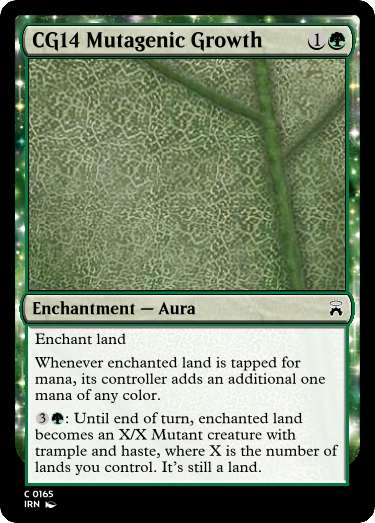 CG14 Mutagenic Growth 1
Enchantment — Aura
Enchant land
Whenever enchanted land is tapped for
mana, its controller adds an additional one
mana of any color.
3: Until end of turn, enchanted land
becomes an X/X Mutant creature with
trample and haste, where X is the number of
lands you control. It's still a land.
C 0165
IRN